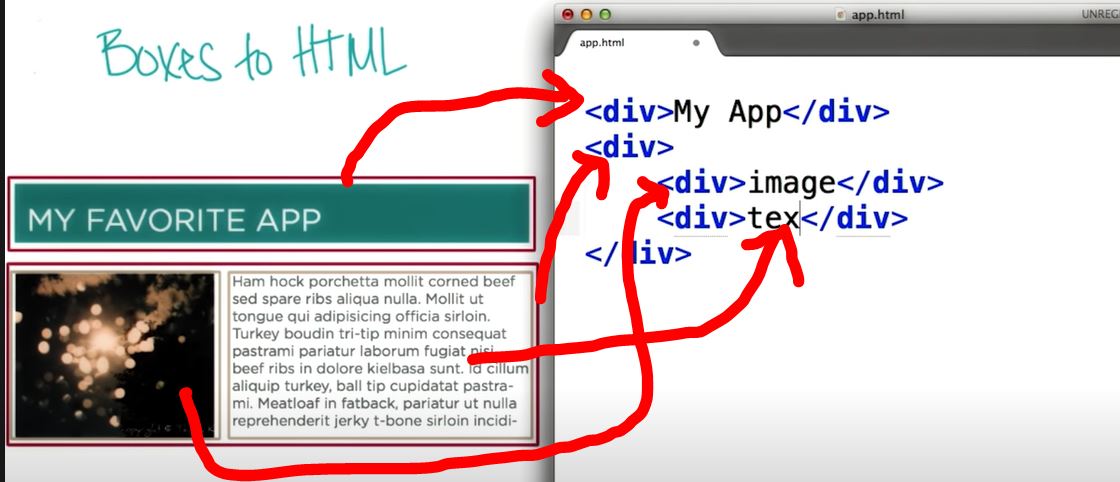 Boxes to HTML
MY FAVORITE APP
Ham hock porchetta mollit corned beef
sed spare ribs aliqua nulla. Mollit ut
tongue qui adipisicing officia sirloin.
Turkey boudin tri-tip minim consequat
pastrami pariatur laborum fugiat nisi
beef ribs in dolore kielbasa sunt. Id cillum
aliquip turkey, ball tip cupidatat pastra-
mi. Meatloaf in fatback, pariatur ut nulla
reprehenderit jerky t-bone sirloin incidi-
app.html
UNREG
app.html
<div>My App</div>
<div>
<div>image</div>
<div>tex</div>
</div>